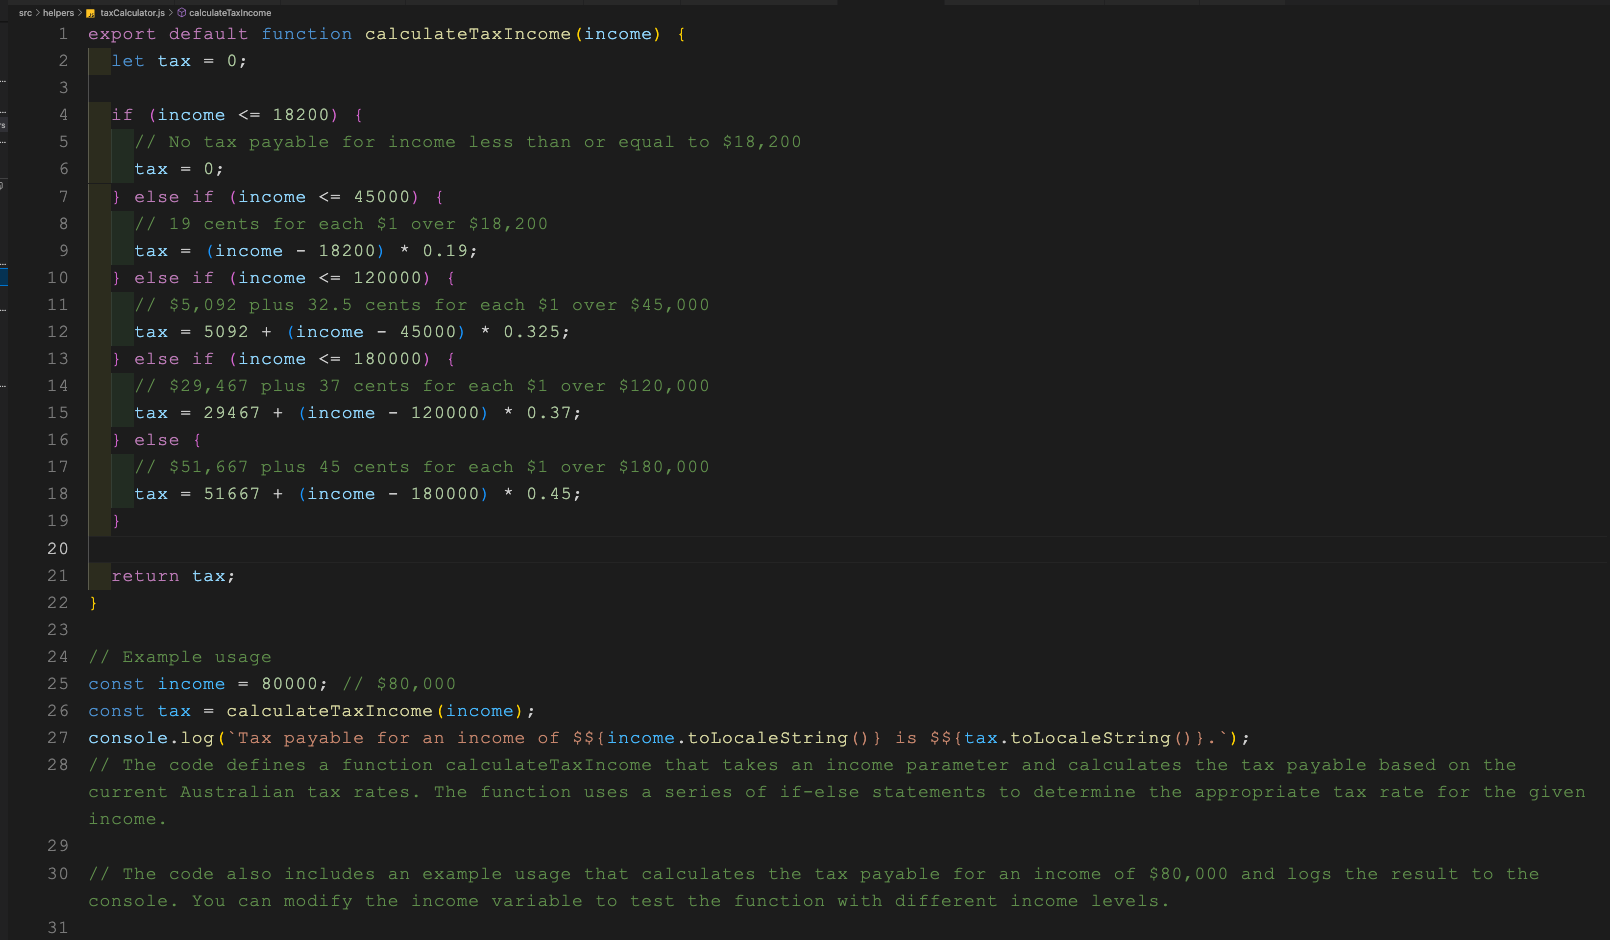 src > helpers > taxCalculator.js > calculateTaxIncome
1 export default function calculateTaxIncome(income) {
2 let tax = 0;
3
4 if (income <= 18200) {
5 // No tax payable for income less than or equal to $18,200
6 tax = 0;
7 } else if (income <= 45000) {
8 // 19 cents for each $1 over $18,200
9 tax = (income - 18200) * 0.19;
10 } else if (income <= 120000) {
11 // $5,092 plus 32.5 cents for each $1 over $45,000
12 tax = 5092 + (income - 45000) * 0.325;
13 } else if (income <= 180000) {
14 // $29,467 plus 37 cents for each $1 over $120,000
15 tax = 29467 + (income - 120000) * 0.37;
16 } else {
17 // $51,667 plus 45 cents for each $1 over $180,000
18 tax = 51667 + (income - 180000) * 0.45;
19 }
20
21 return tax;
22 }
23
24 // Example usage
25 const income = 80000; // $80,000
26 const tax = calculateTaxIncome(income);
27 console.log(`Tax payable for an income of $${income.toLocaleString()} is $${tax.toLocaleString()}.`);
28 // The code defines a function calculateTaxIncome that takes an income parameter and calculates the tax payable based on the
current Australian tax rates. The function uses a series of if-else statements to determine the appropriate tax rate for the given
income.
29
30 // The code also includes an example usage that calculates the tax payable for an income of $80,000 and logs the result to the
console. You can modify the income variable to test the function with different income levels.
31